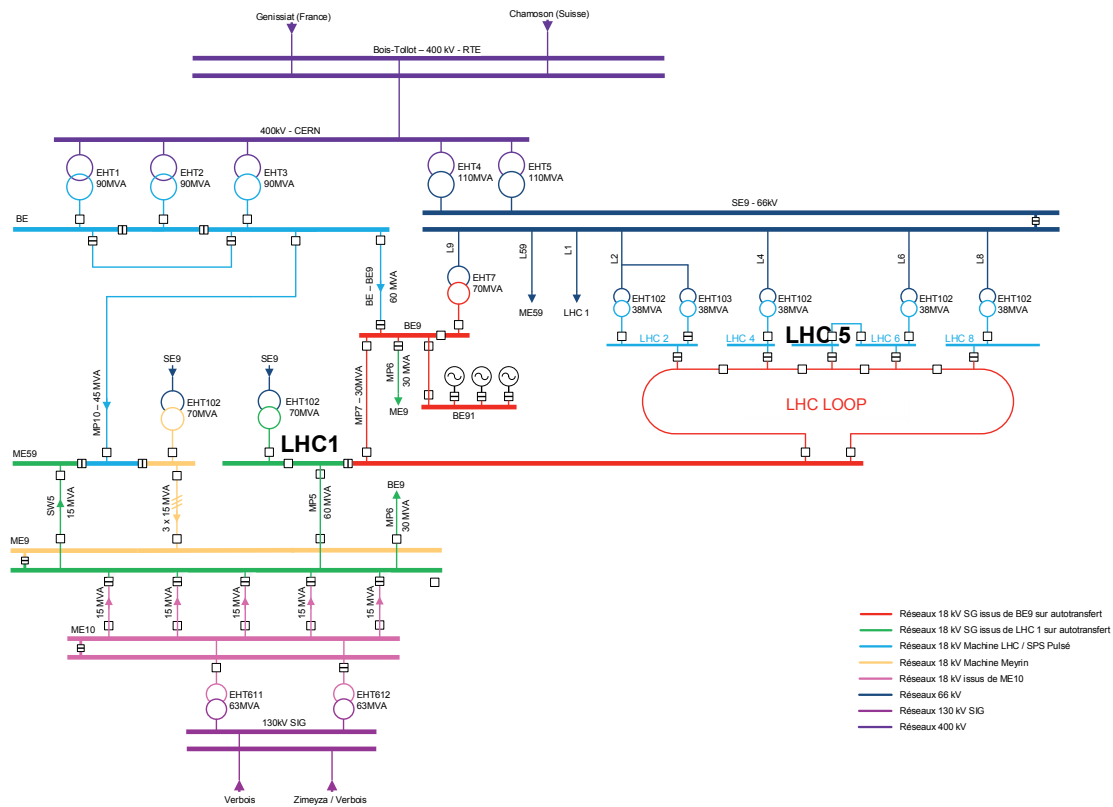 Genissiat (France)
Chamoson (Suisse)
Bois-Tollot – 400 kV - RTE
400kV - CERN
EHT1
90MVA
EHT2
90MVA
EHT3
90MVA
EHT4
110MVA
EHT5
110MVA
SE9 - 66kV
BE
BE – BE9
60 MVA
L9
L59
L1
L2
L4
L6
L8
EHT7
70MVA
ME59
LHC 1
EHT102
38MVA
EHT103
38MVA
EHT102
38MVA
EHT102
38MVA
EHT102
38MVA
BE9
LHC 2
LHC 4
LHC 5
LHC 6
LHC 8
SE9
SE9
MP10 – 45 MVA
EHT102
70MVA
EHT102
70MVA
MP7 – 30MVA
MP6
30 MVA
ME9
BE91
LHC LOOP
LHC1
ME59
SW5
15 MVA
3 x 15 MVA
MP5
60 MVA
BE9
MP6
30 MVA
ME9
15 MVA
15 MVA
15 MVA
15 MVA
15 MVA
ME10
EHT611
63MVA
EHT612
63MVA
130kV SIG
Verbois
Zimeyza / Verbois
Réseaux 18 kV SG issus de BE9 sur autotransfert
Réseaux 18 kV SG issus de LHC 1 sur autotransfert
Réseaux 18 kV Machine LHC / SPS Pulsé
Réseaux 18 kV Machine Meyrin
Réseaux 18 kV issus de ME10
Réseaux 66 kV
Réseaux 130 kV SIG
Réseaux 400 kV